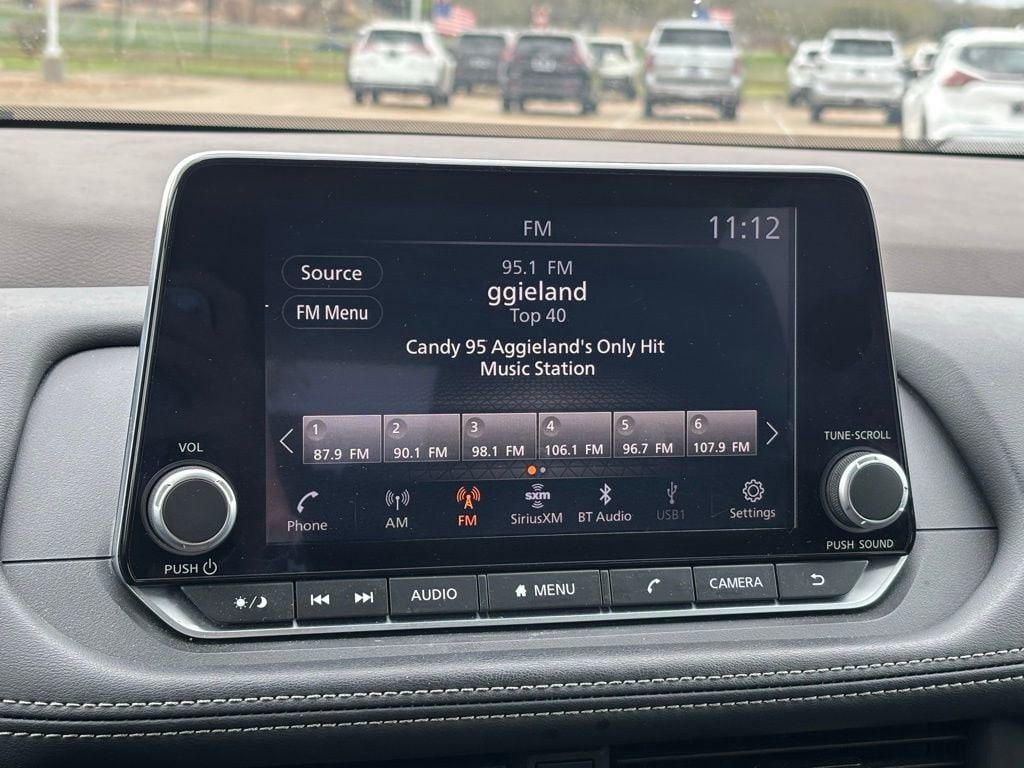 FM
11:12
Source
95.1 FM
ggieland
FM Menu
Top 40
Candy 95 Aggieland's Only Hit
Music Station
1
2
3
4
5
6
87.9 FM
90.1 FM
98.1 FM
106.1 FM
96.7 FM
107.9 FM
VOL
TUNE·SCROLL
sxm
Phone
AM
FM
SiriusXM
BT Audio
USB1
Settings
PUSH
PUSH SOUND
AUDIO
MENU
CAMERA